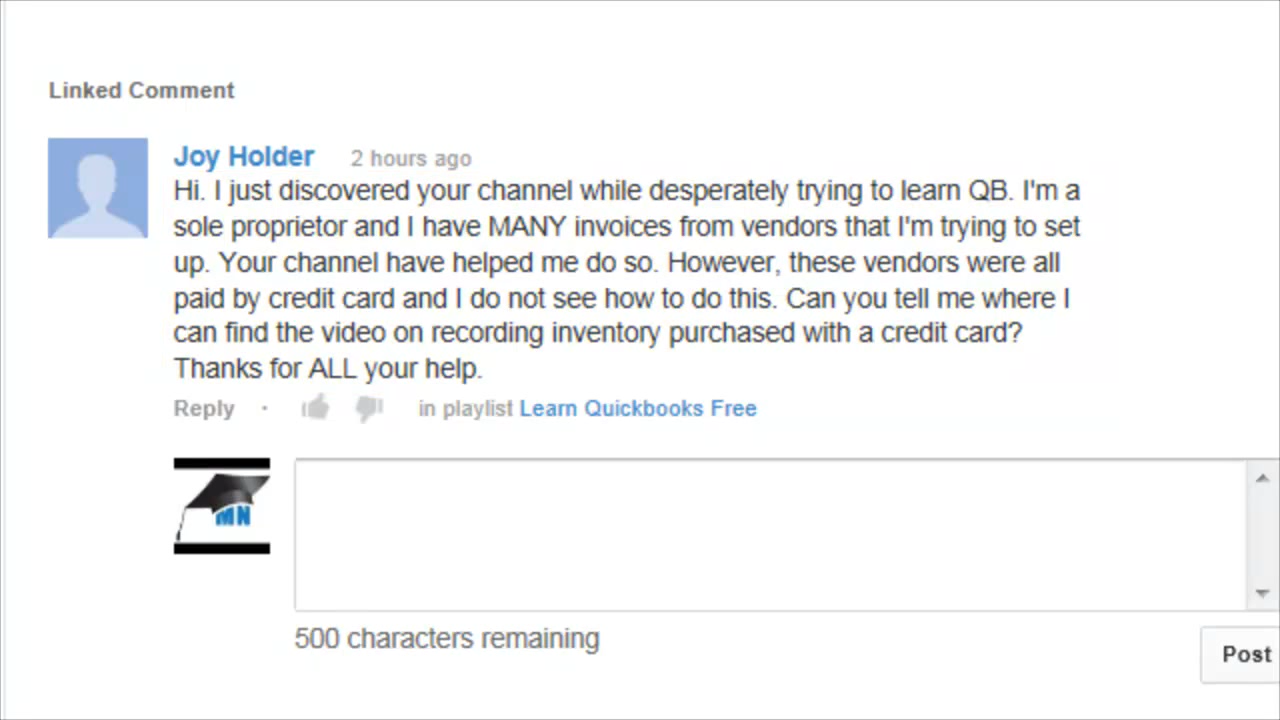 Linked Comment
Joy Holder 2 hours ago
Hi. I just discovered your channel while desperately trying to learn QB. I'm a
sole proprietor and I have MANY invoices from vendors that I'm trying to set
up. Your channel have helped me do so. However, these vendors were all
paid by credit card and I do not see how to do this. Can you tell me where I
can find the video on recording inventory purchased with a credit card?
Thanks for ALL your help.
Reply · in playlist Learn Quickbooks Free
MN
500 characters remaining
Post